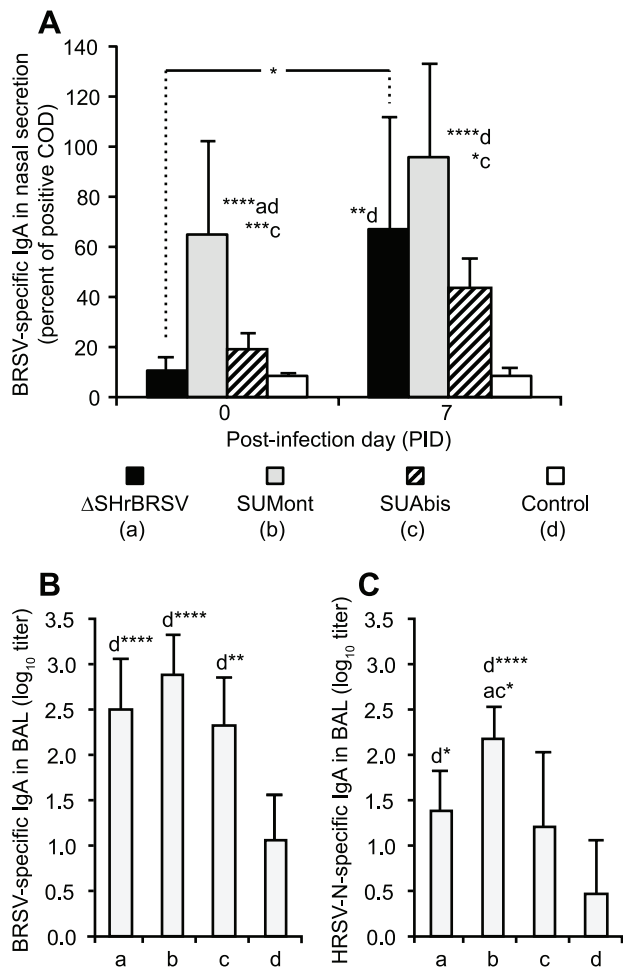 A
BRSV-specific IgA in nasal secretion
(percent of positive COD)
140
120
100
80
60
40
20
0
*
****ad
***c
**d
****d
*c
0
7
Post-infection day (PID)
ΔSHrBRSV
(a)
SUMont
(b)
SUAbis
(c)
Control
(d)
B
BRSV-specific IgA in BAL (log10 titer)
3.5
3.0
2.5
2.0
1.5
1.0
0.5
0.0
d****
d****
d**
a b c d
C
HRSV-N-specific IgA in BAL (log10 titer)
3.5
3.0
2.5
2.0
1.5
1.0
0.5
0.0
d*
d****
ac*
a b c d